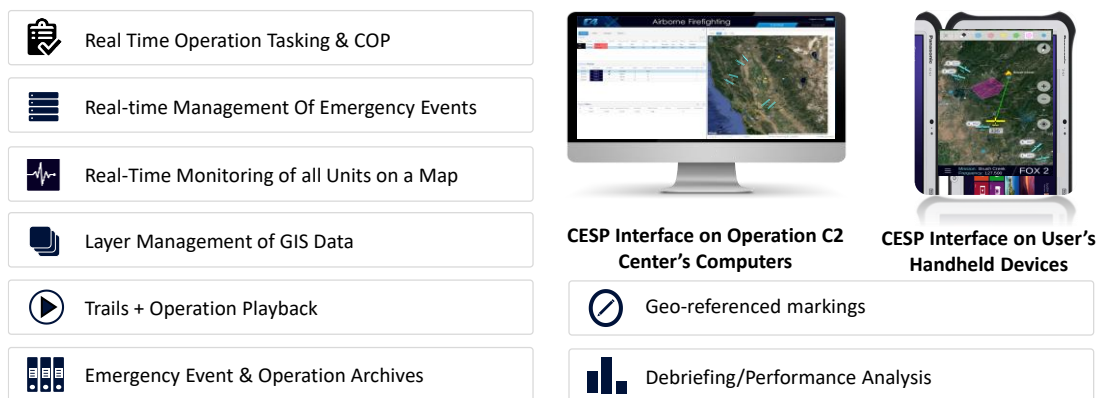 Real Time Operation Tasking & COP
Real-time Management Of Emergency Events
Real-Time Monitoring of all Units on a Map
Layer Management of GIS Data
Trails + Operation Playback
Emergency Event & Operation Archives
Airborne Firefighting
Panasonic
FOX 2
CESP Interface on Operation C2
Center's Computers
CESP Interface on User's
Handheld Devices
Geo-referenced markings
Debriefing/Performance Analysis